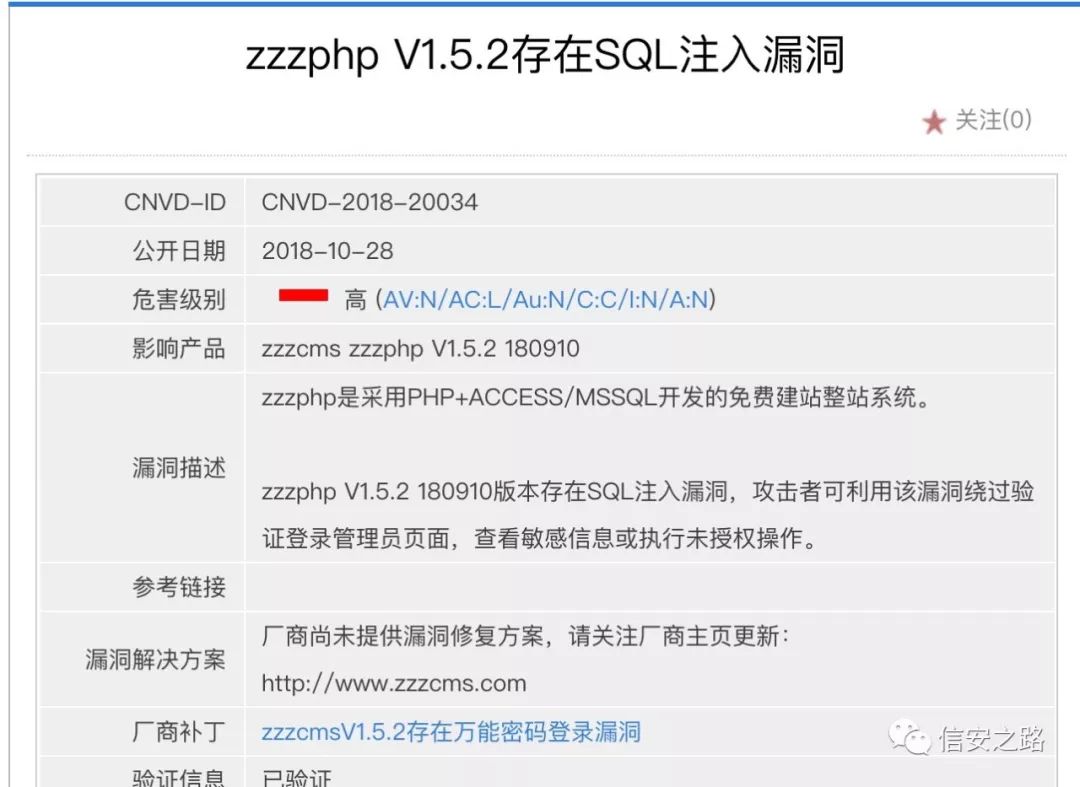 zzzphp V1.5.2存在SQL注入漏洞
关注(0)
CNVD-ID CNVD-2018-20034
公开日期 2018-10-28
危害级别 高 (AV:N/AC:L/Au:N/C:C/I:N/A:N)
影响产品 zzzcms zzzphp V1.5.2 180910
zzzphp是采用PHP+ACCESS/MSSQL开发的免费建站整站系统。
漏洞描述
zzzphp V1.5.2 180910版本存在SQL注入漏洞，攻击者可利用该漏洞绕过验
证登录管理员页面，查看敏感信息或执行未授权操作。
参考链接
厂商尚未提供漏洞修复方案，请关注厂商主页更新：
漏洞解决方案
http://www.zzzcms.com
厂商补丁 zzzcmsV1.5.2存在万能密码登录漏洞
信安之路
验证信息 已验证